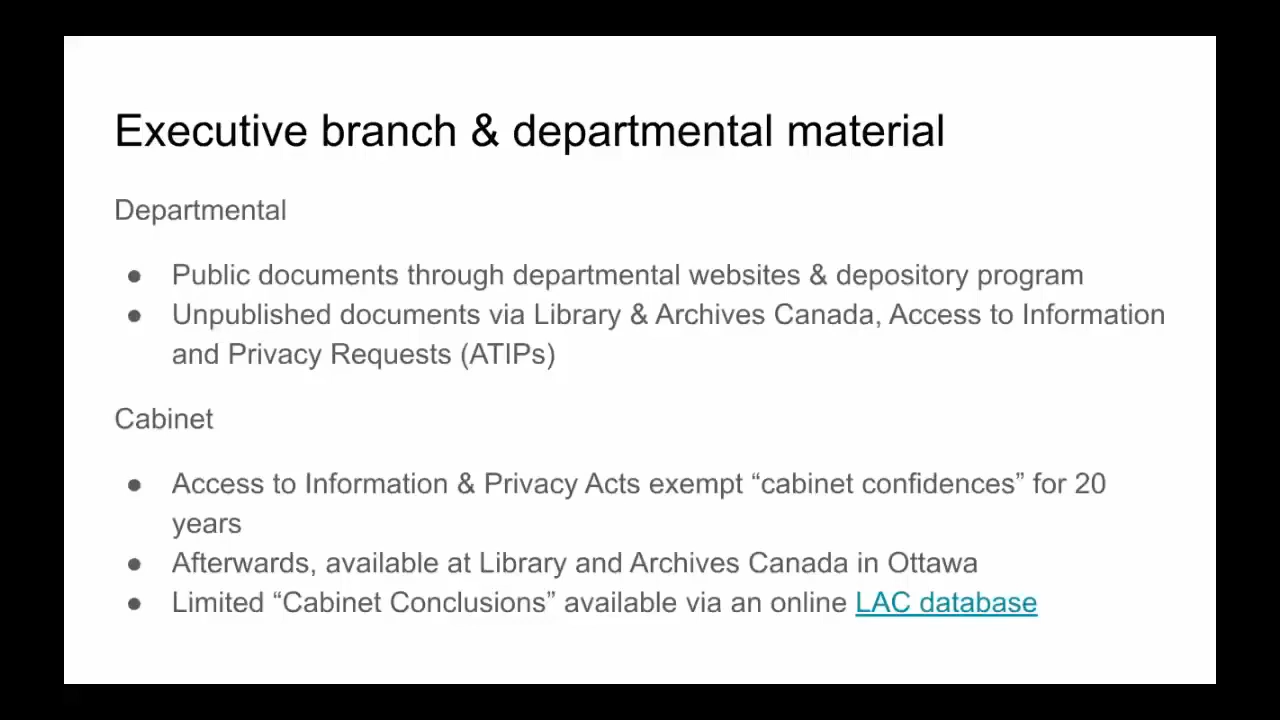 Executive branch & departmental material
Departmental
● Public documents through departmental websites & depository program
● Unpublished documents via Library & Archives Canada, Access to Information
and Privacy Requests (ATIPs)
Cabinet
● Access to Information & Privacy Acts exempt “cabinet confidences” for 20
years
● Afterwards, available at Library and Archives Canada in Ottawa
● Limited “Cabinet Conclusions” available via an online LAC database